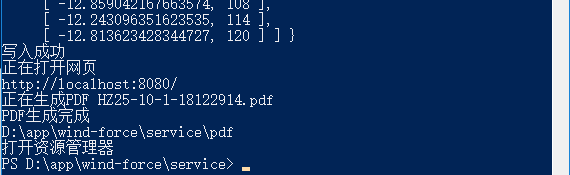 [ -12.859042167663574, 108 ],
[ -12.243096351623535, 114 ],
[ -12.813623428344727, 120 ] ] }
写入成功
正在打开网页
http://localhost:8080/
正在生成PDF HZ25-10-1-18122914.pdf
PDF生成完成
D:\app\wind-force\service\pdf
打开资源管理器
PS D:\app\wind-force\service>